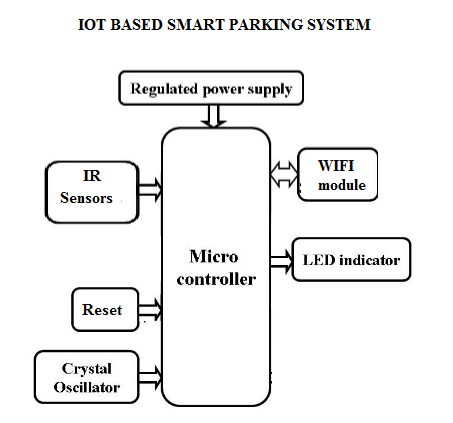 IOT BASED SMART PARKING SYSTEM
Regulated power supply
IR
Sensors
WIFI
module
Micro
controller
LED indicator
Reset
Crystal
Oscillator